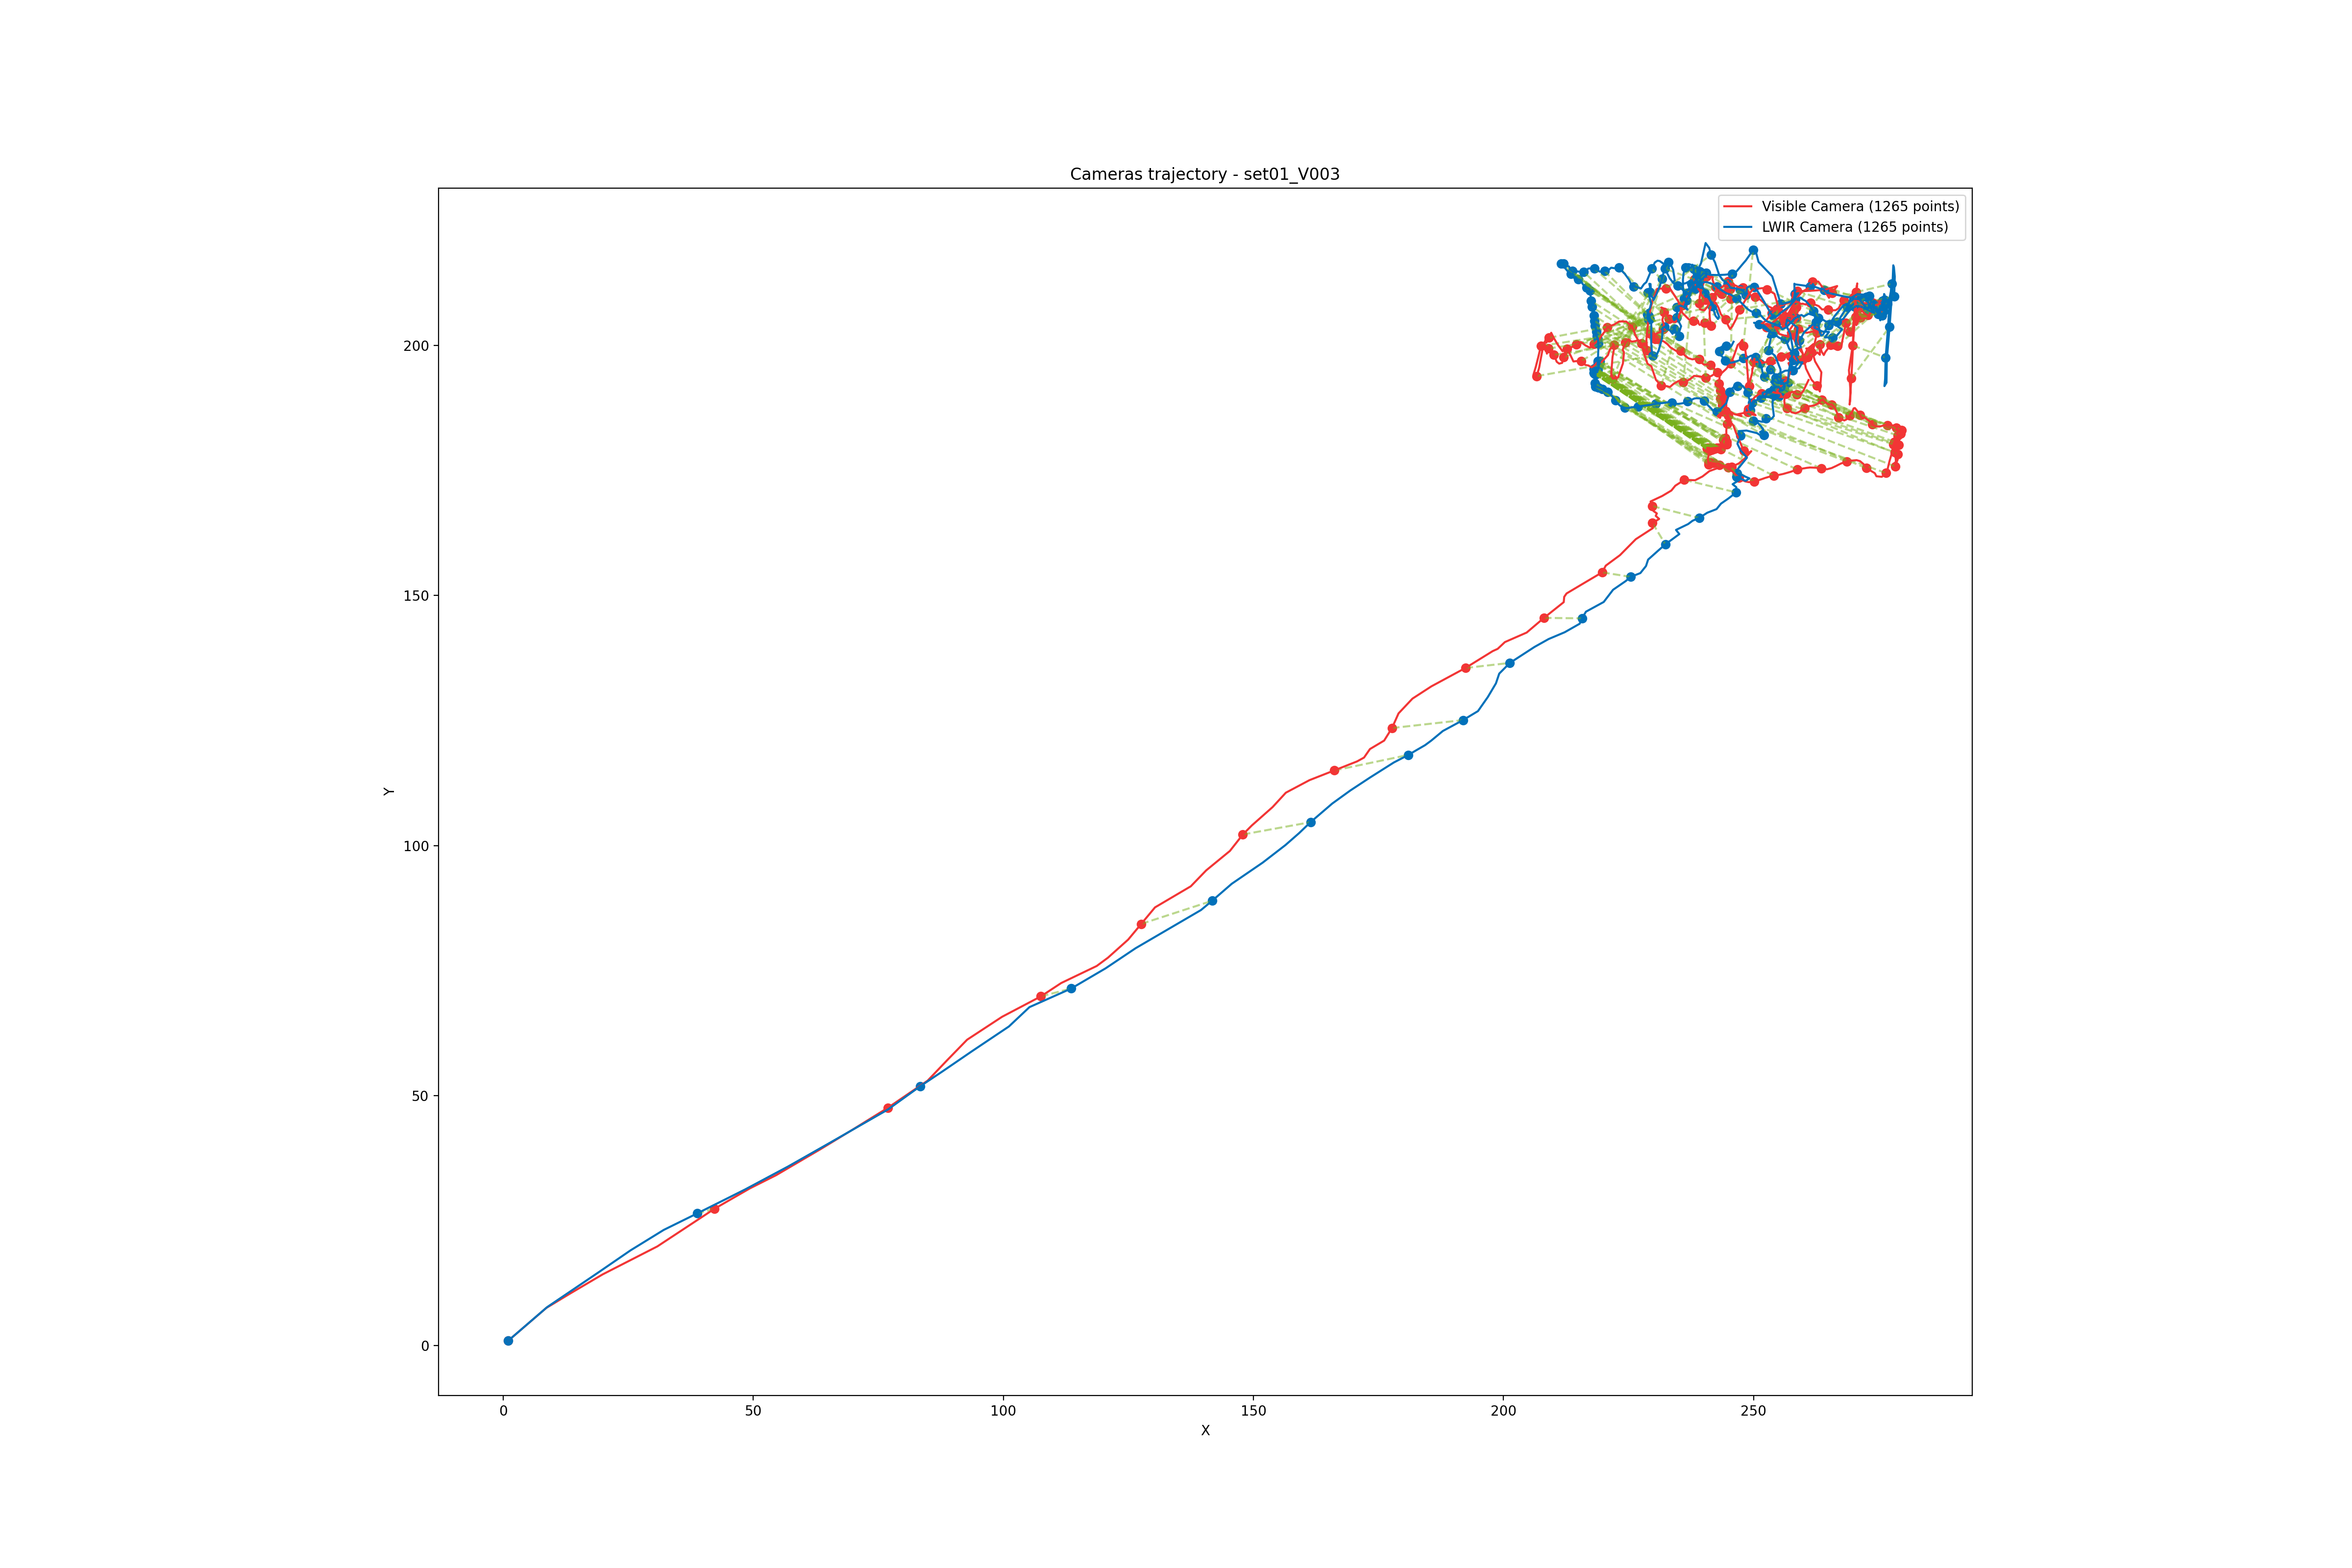 Cameras trajectory - set01_V003
Visible Camera (1265 points)
LWIR Camera (1265 points)
200
150
Y
100
50
0
0 50 100 150 200 250
X